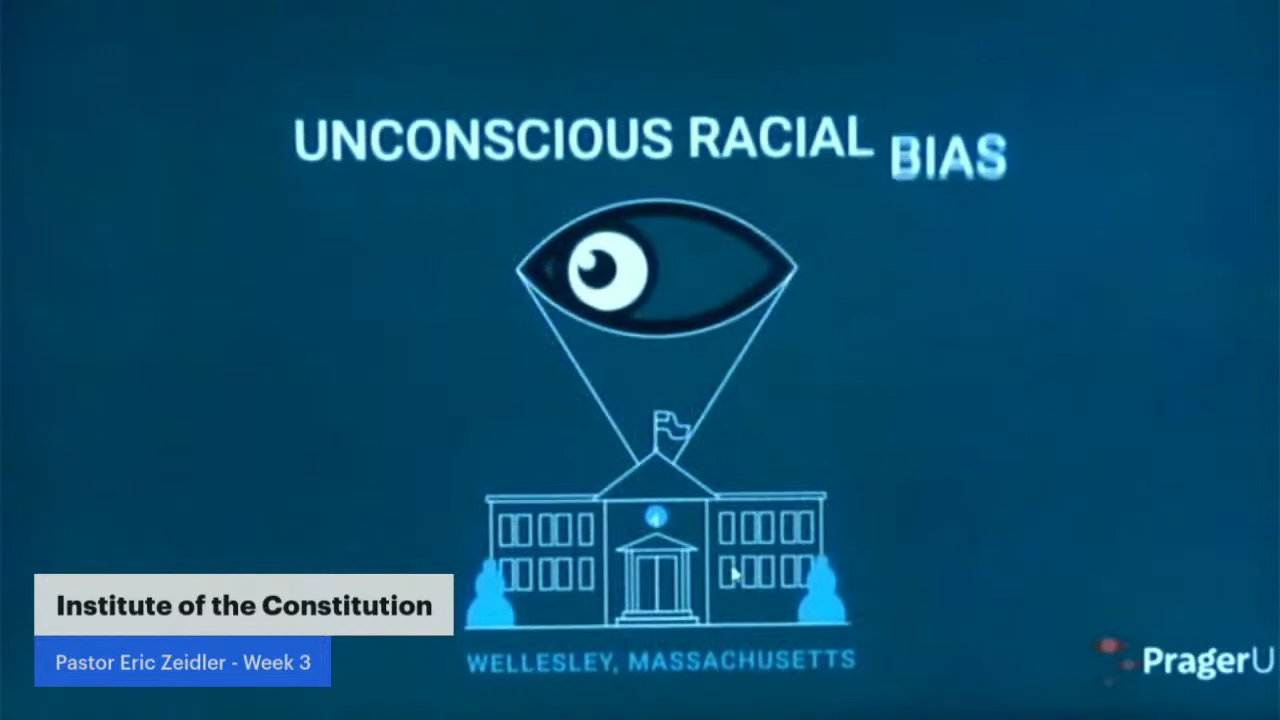 UNCONSCIOUS RACIAL BIAS
WELLESLEY, MASSACHUSETTS
Institute of the Constitution
Pastor Eric Zeidler - Week 3
PragerU